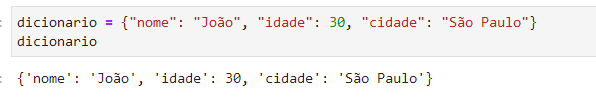 dicionario = {"nome": "João", "idade": 30, "cidade": "São Paulo"}
dicionario
{'nome': 'João', 'idade': 30, 'cidade': 'São Paulo'}